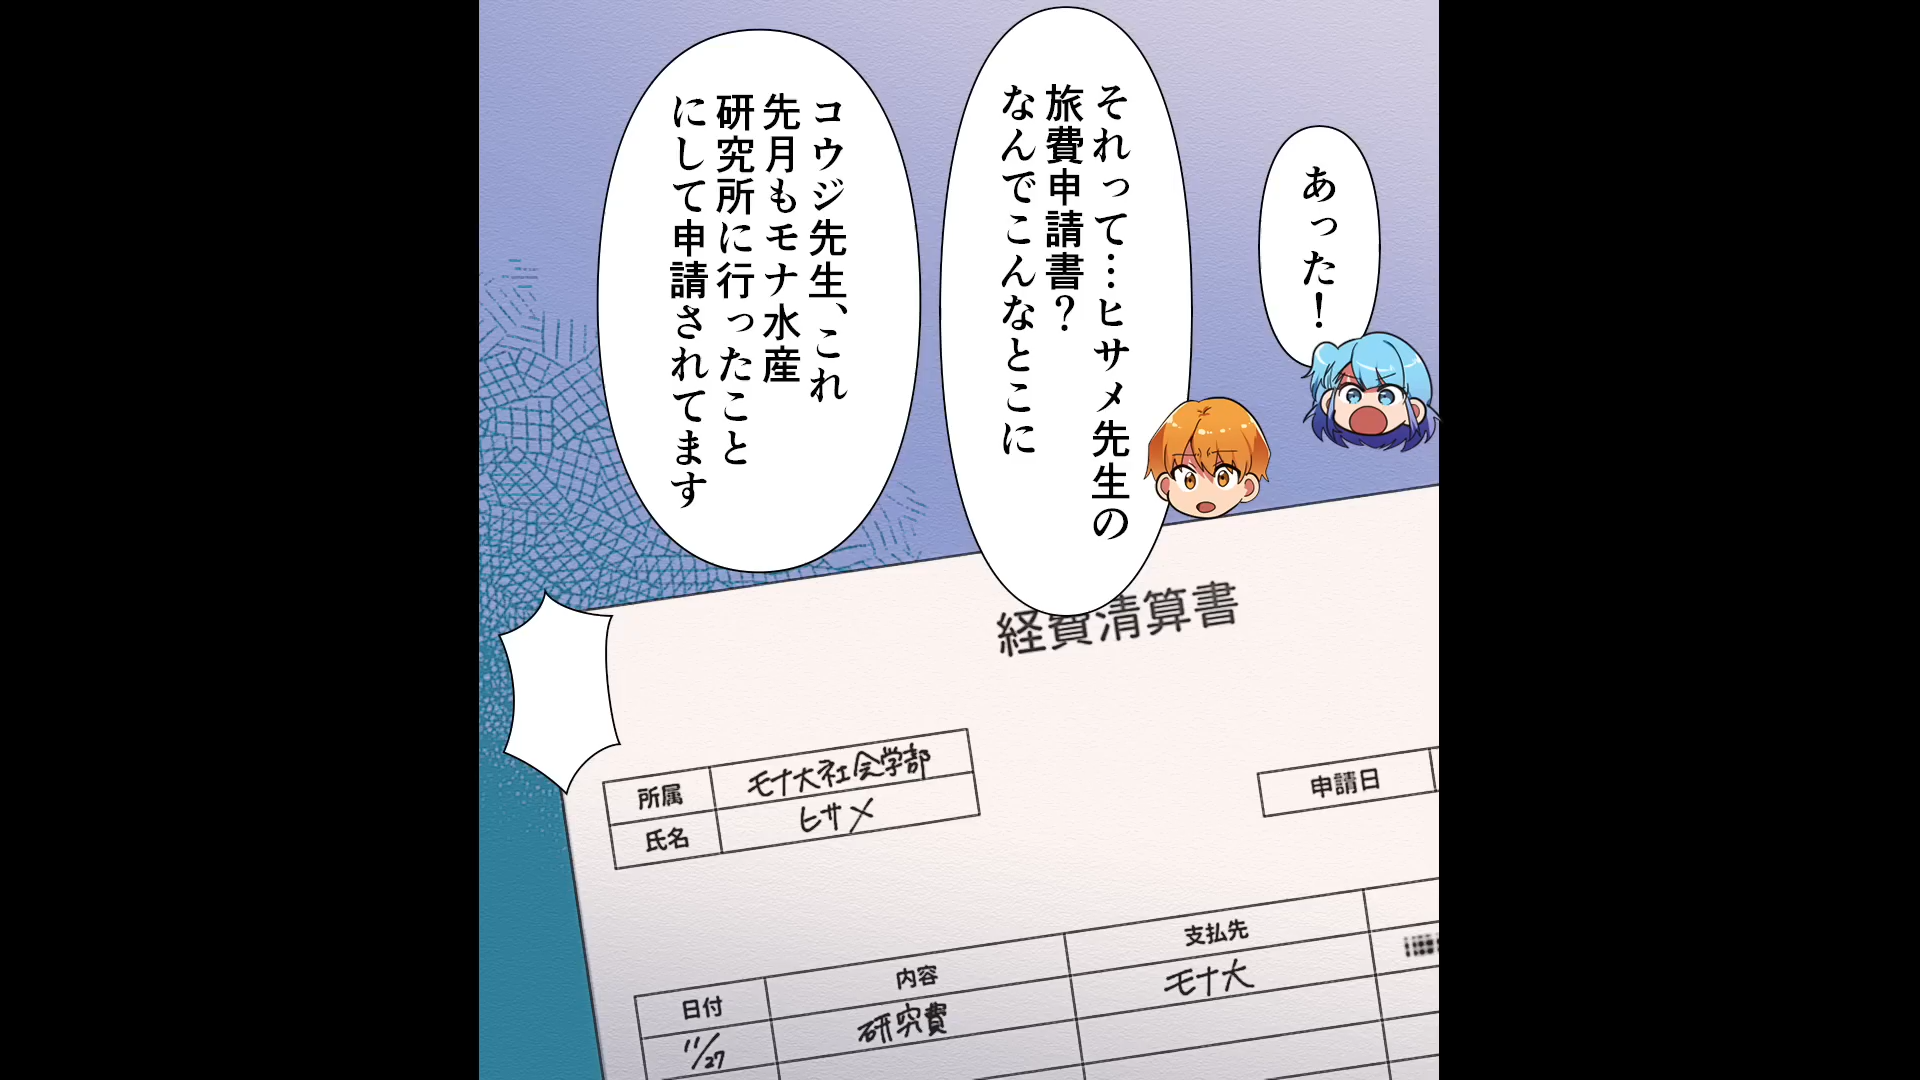 あった！
それって…ヒサメ先生の
旅費申請書？
なんでこんなとこに
コウジ先生、これ
先月もモナ水産
研究所に行ったこと
にして申請されてます
経費清算書
所属 モナ大社会学部
氏名 ヒサメ
申請日
日付 内容 支払先
11/27 研究費 モナ大